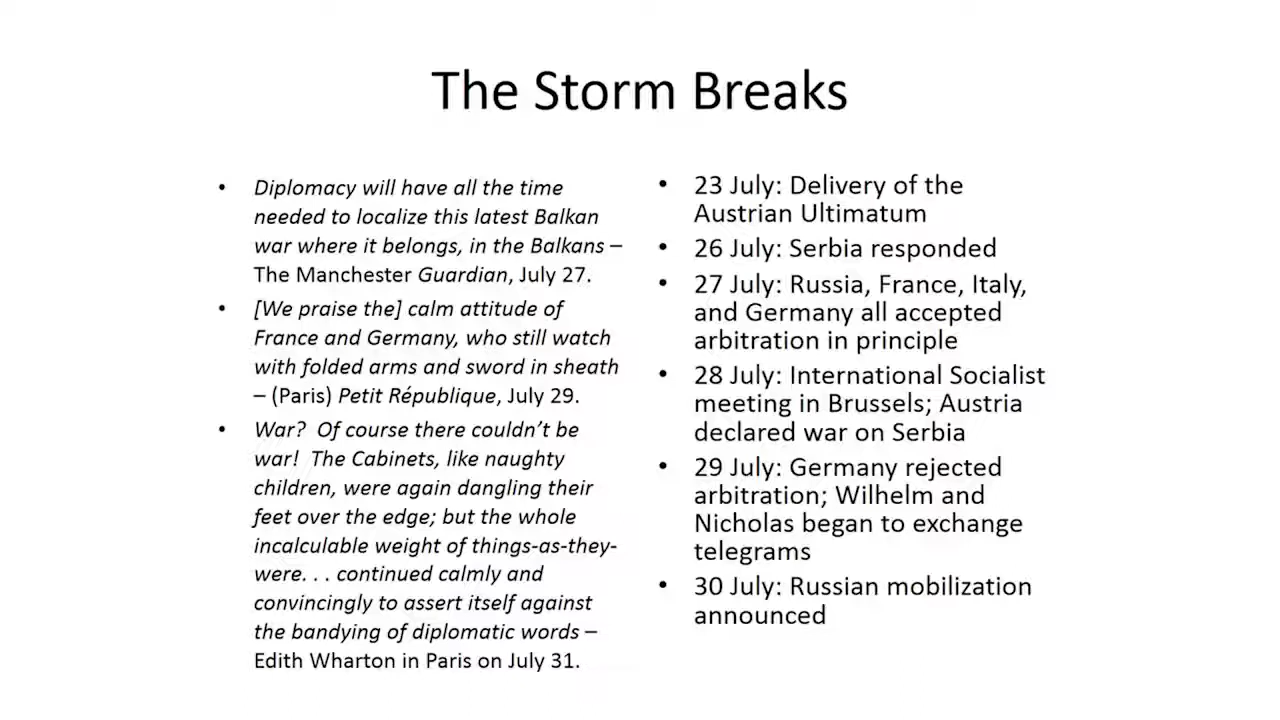 The Storm Breaks
• Diplomacy will have all the time
needed to localize this latest Balkan
war where it belongs, in the Balkans –
The Manchester Guardian, July 27.
• [We praise the] calm attitude of
France and Germany, who still watch
with folded arms and sword in sheath
– (Paris) Petit République, July 29.
• War?  Of course there couldn't be
war!  The Cabinets, like naughty
children, were again dangling their
feet over the edge; but the whole
incalculable weight of things-as-they-
were. . . continued calmly and
convincingly to assert itself against
the bandying of diplomatic words –
Edith Wharton in Paris on July 31.
• 23 July: Delivery of the
Austrian Ultimatum
• 26 July: Serbia responded
• 27 July: Russia, France, Italy,
and Germany all accepted
arbitration in principle
• 28 July: International Socialist
meeting in Brussels; Austria
declared war on Serbia
• 29 July: Germany rejected
arbitration; Wilhelm and
Nicholas began to exchange
telegrams
• 30 July: Russian mobilization
announced